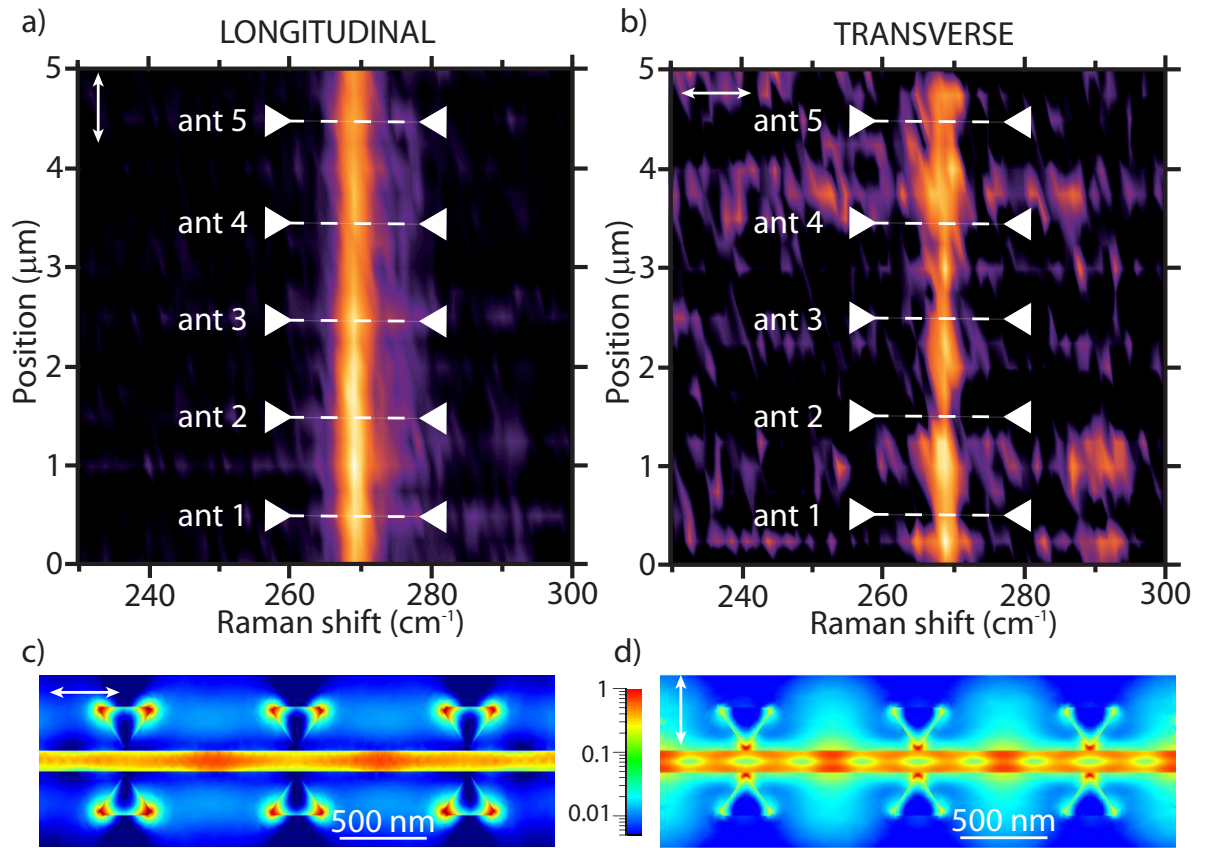 a)
LONGITUDINAL
5
4
3
2
1
0
Position (μm)
ant 5
ant 4
ant 3
ant 2
ant 1
240 260 280 300
Raman shift (cm⁻¹)
b)
TRANSVERSE
5
4
3
2
1
0
Position (μm)
ant 5
ant 4
ant 3
ant 2
ant 1
240 260 280 300
Raman shift (cm⁻¹)
c)
500 nm
1
0.1
0.01
d)
500 nm